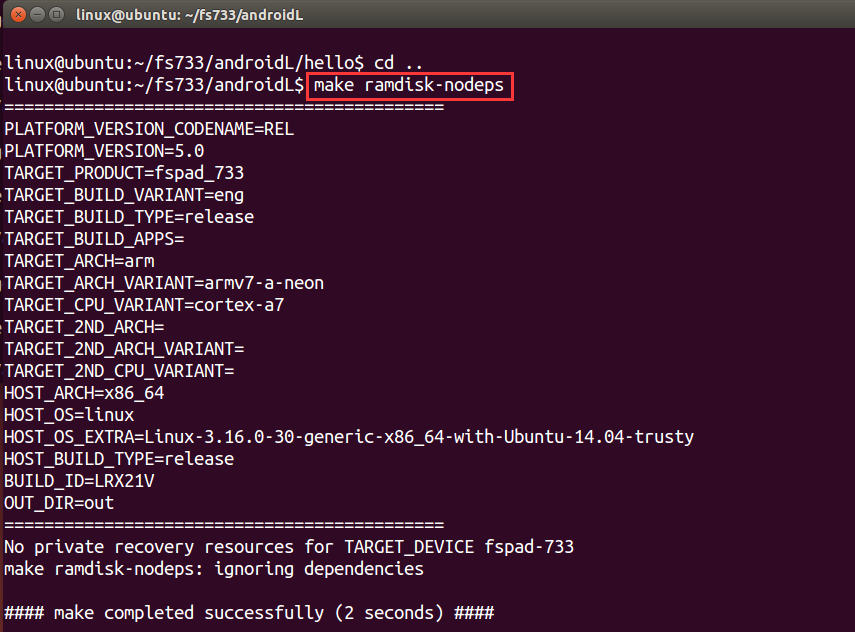 linux@ubuntu: ~/fs733/androidL
linux@ubuntu:~/fs733/androidL/hello$ cd ..
linux@ubuntu:~/fs733/androidL$ make ramdisk-nodeps
============================================
PLATFORM_VERSION_CODENAME=REL
PLATFORM_VERSION=5.0
TARGET_PRODUCT=fspad_733
TARGET_BUILD_VARIANT=eng
TARGET_BUILD_TYPE=release
TARGET_BUILD_APPS=
TARGET_ARCH=arm
TARGET_ARCH_VARIANT=armv7-a-neon
TARGET_CPU_VARIANT=cortex-a7
TARGET_2ND_ARCH=
TARGET_2ND_ARCH_VARIANT=
TARGET_2ND_CPU_VARIANT=
HOST_ARCH=x86_64
HOST_OS=linux
HOST_OS_EXTRA=Linux-3.16.0-30-generic-x86_64-with-Ubuntu-14.04-trusty
HOST_BUILD_TYPE=release
BUILD_ID=LRX21V
OUT_DIR=out
============================================
No private recovery resources for TARGET_DEVICE fspad-733
make ramdisk-nodeps: ignoring dependencies
#### make completed successfully (2 seconds) ####